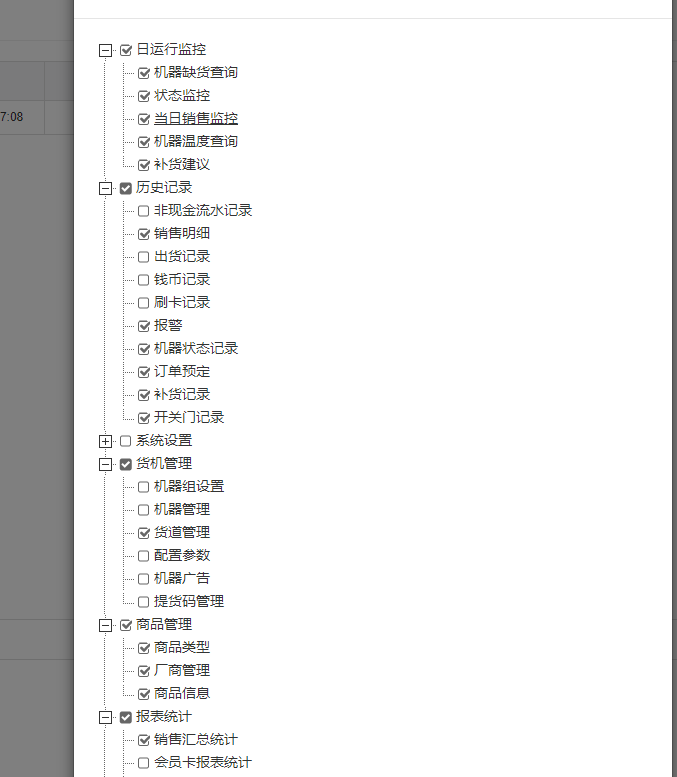 日运行监控
机器缺货查询
状态监控
7:08
当日销售监控
机器温度查询
补货建议
历史记录
非现金流水记录
销售明细
出货记录
钱币记录
刷卡记录
报警
机器状态记录
订单预定
补货记录
开关门记录
系统设置
货机管理
机器组设置
机器管理
货道管理
配置参数
机器广告
提货码管理
商品管理
商品类型
厂商管理
商品信息
报表统计
销售汇总统计
会员卡报表统计